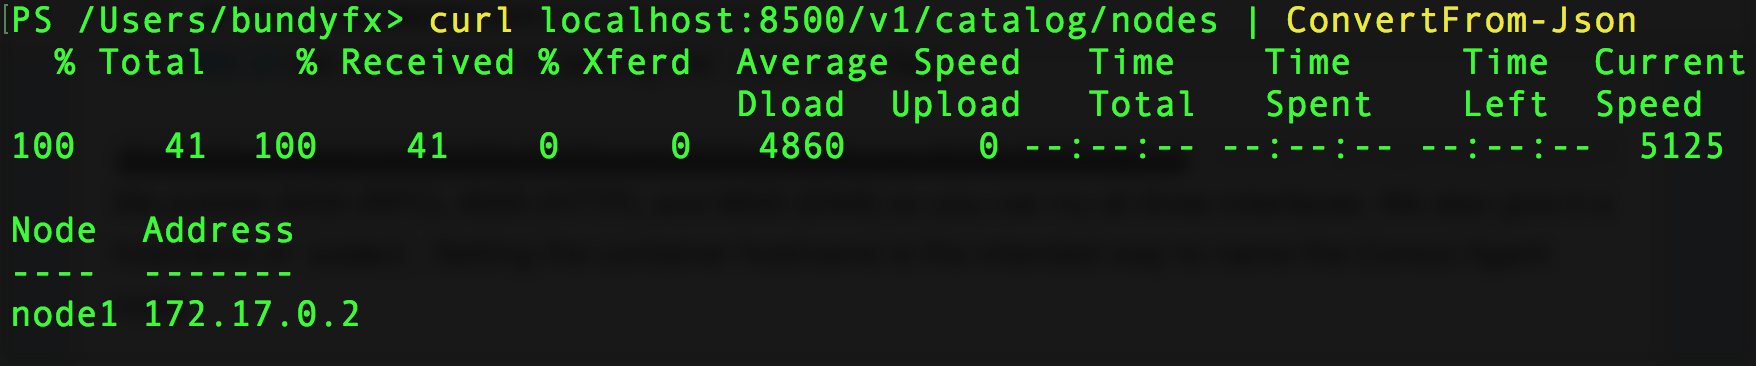 PS /Users/bundyfx> curl localhost:8500/v1/catalog/nodes | ConvertFrom-Json
% Total % Received % Xferd Average Speed Time Time Time Current
Dload Upload Total Spent Left Speed
100 41 100 41 0 0 4860 0 --:--:-- --:--:-- --:--:-- 5125
Node Address
---- -------
node1 172.17.0.2